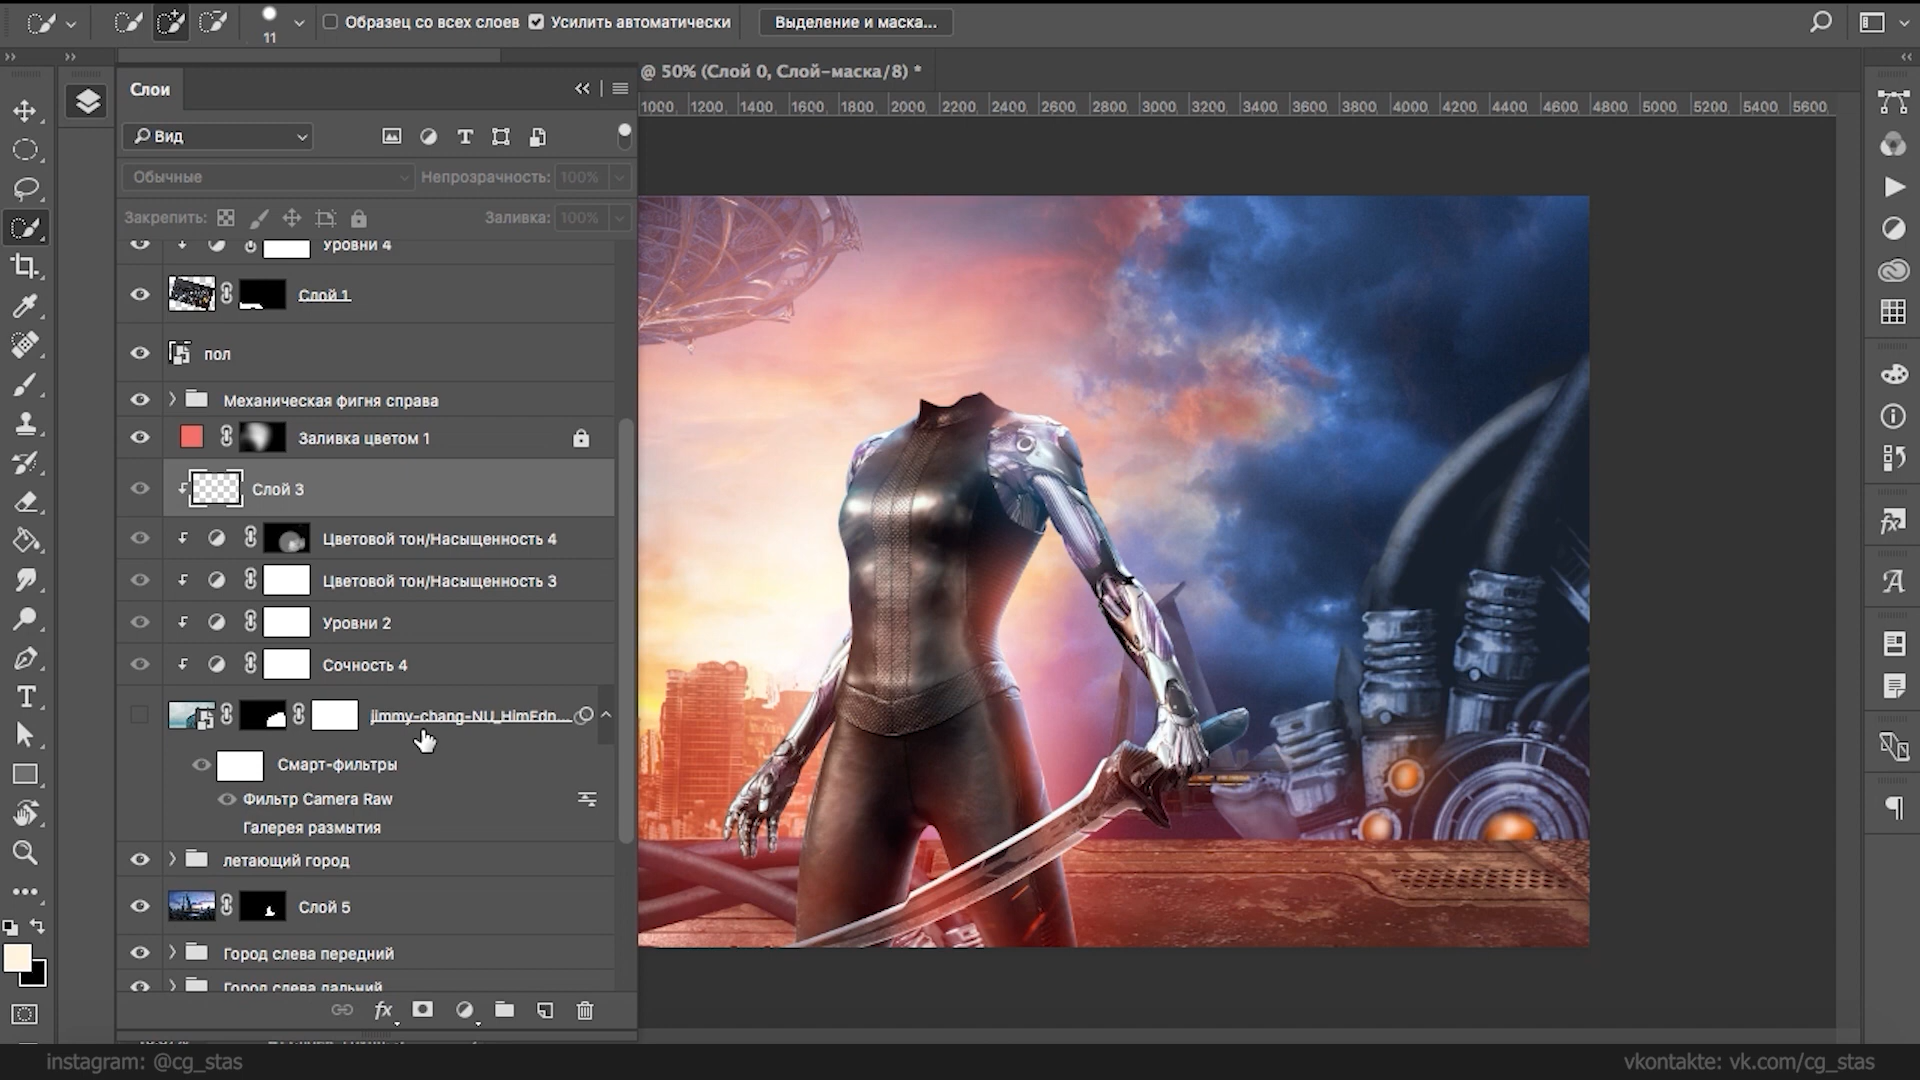 11
Образец со всех слоев
Усилить автоматически
Выделение и маска...
Слои
@ 50% (Слой 0, Слой-маска/8) *
1000 1200 1400 1600 1800 2000 2200 2400 2600 2800 3000 3200 3400 3600 3800 4000 4200 4400 4600 4800 5000 5200 5400 5600
Вид
Обычные
Непрозрачность: 100%
Закрепить:
Заливка: 100%
Уровни 4
Слой 1
пол
Механическая фигня справа
Заливка цветом 1
Слой 3
Цветовой тон/Насыщенность 4
Цветовой тон/Насыщенность 3
Уровни 2
Сочность 4
jimmy-chang-NU_HimEdn...
Смарт-фильтры
Фильтр Camera Raw
Галерея размытия
летающий город
Слой 5
Город слева передний
Город слева дальний
fx
instagram: @cg_stas
vkontakte: vk.com/cg_stas